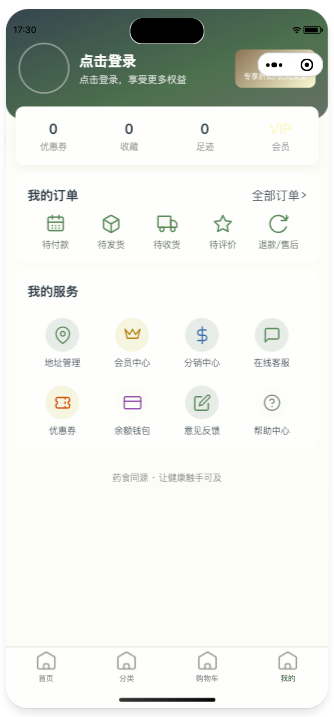 17:30
点击登录
点击登录，享受更多权益
专享折
0
0
0
VIP
优惠券
收藏
足迹
会员
我的订单
全部订单>
待付款
待发货
待收货
待评价
退款/售后
我的服务
地址管理
会员中心
分销中心
在线客服
优惠券
余额钱包
意见反馈
帮助中心
药食同源 · 让健康触手可及
首页
分类
购物车
我的